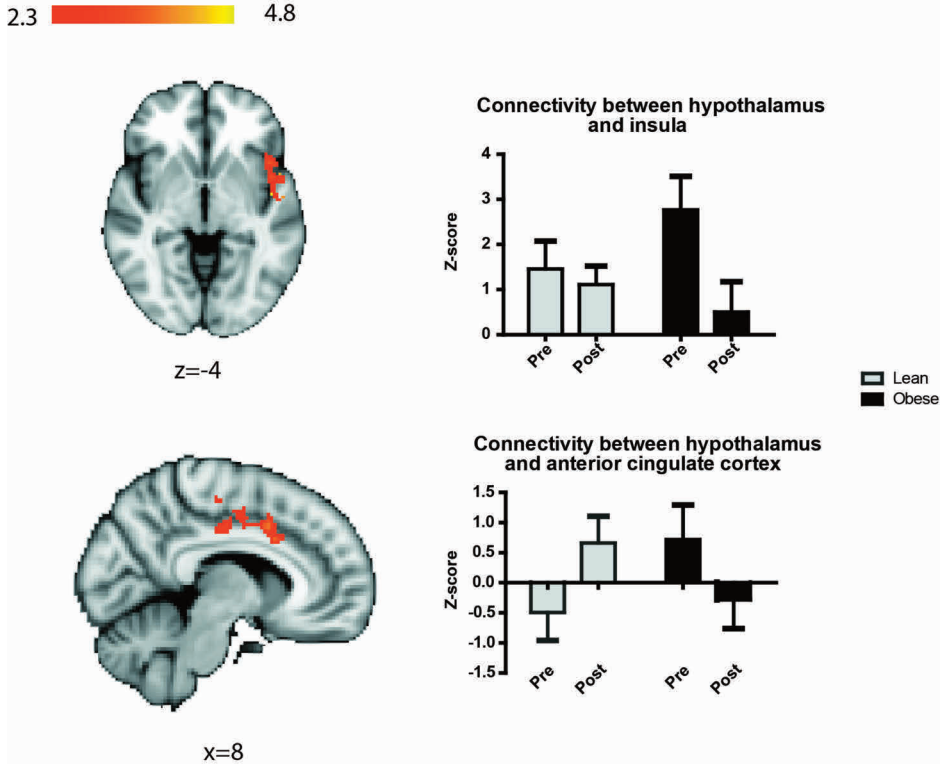 2.3 4.8
z=-4
Connectivity between hypothalamus
and insula
Z-score
4
3
2
1
0
Pre Post Pre Post
Lean
Obese
x=8
Connectivity between hypothalamus
and anterior cingulate cortex
Z-score
1.5
1.0
0.5
0.0
-0.5
-1.0
-1.5
Pre Post Pre Post